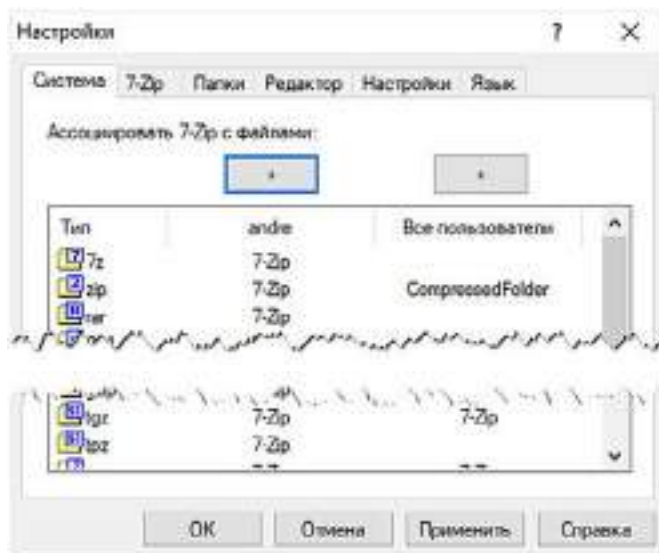 Настройки ? ×
Система 7-Zip Папки Редактор Настройки Язык
Ассоциировать 7-Zip с файлами:
+ +
Тип andre Все пользователи
7z 7-Zip
zip 7-Zip CompressedFolder
rar 7-Zip
tgz 7-Zip 7-Zip
tpz 7-Zip
OK Отмена Применить Справка